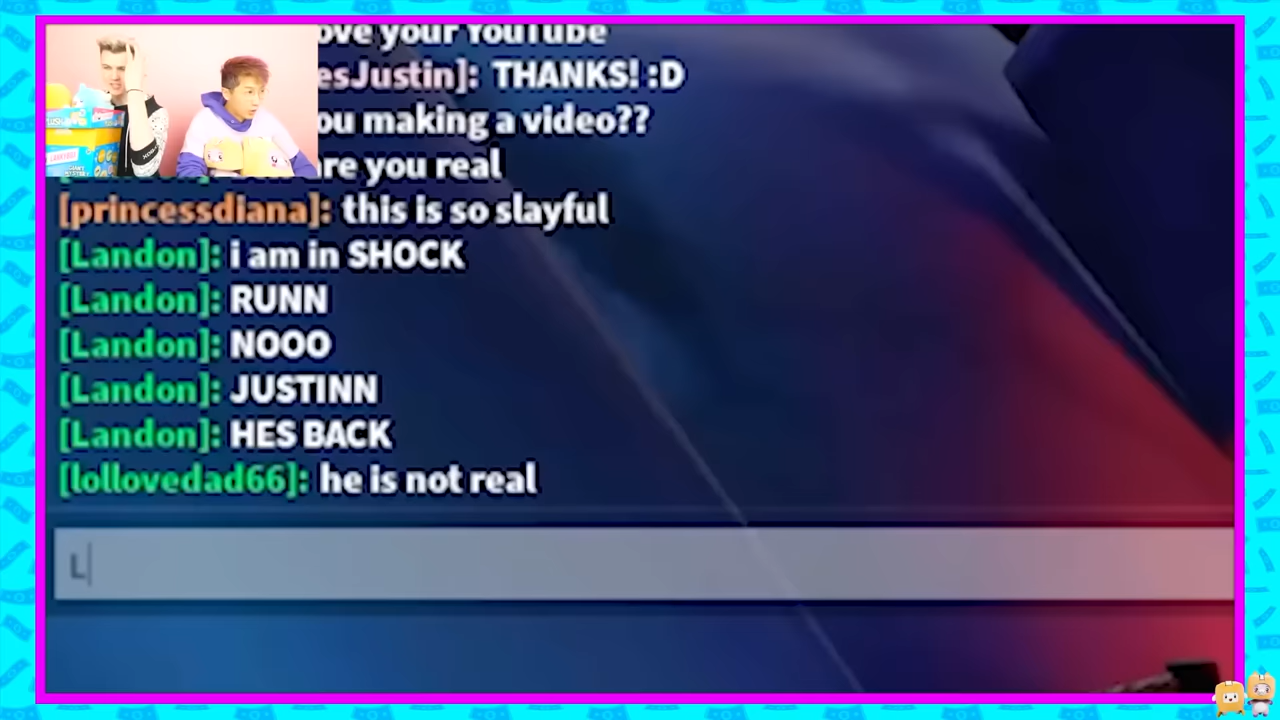 ove your YouTube
esJustin]: THANKS! :D
ou making a video??
re you real
[princessdiana]: this is so slayful
[Landon]: i am in SHOCK
[Landon]: RUNN
[Landon]: NOOO
[Landon]: JUSTINN
[Landon]: HES BACK
[lollovedad66]: he is not real
L
LANKYBOX